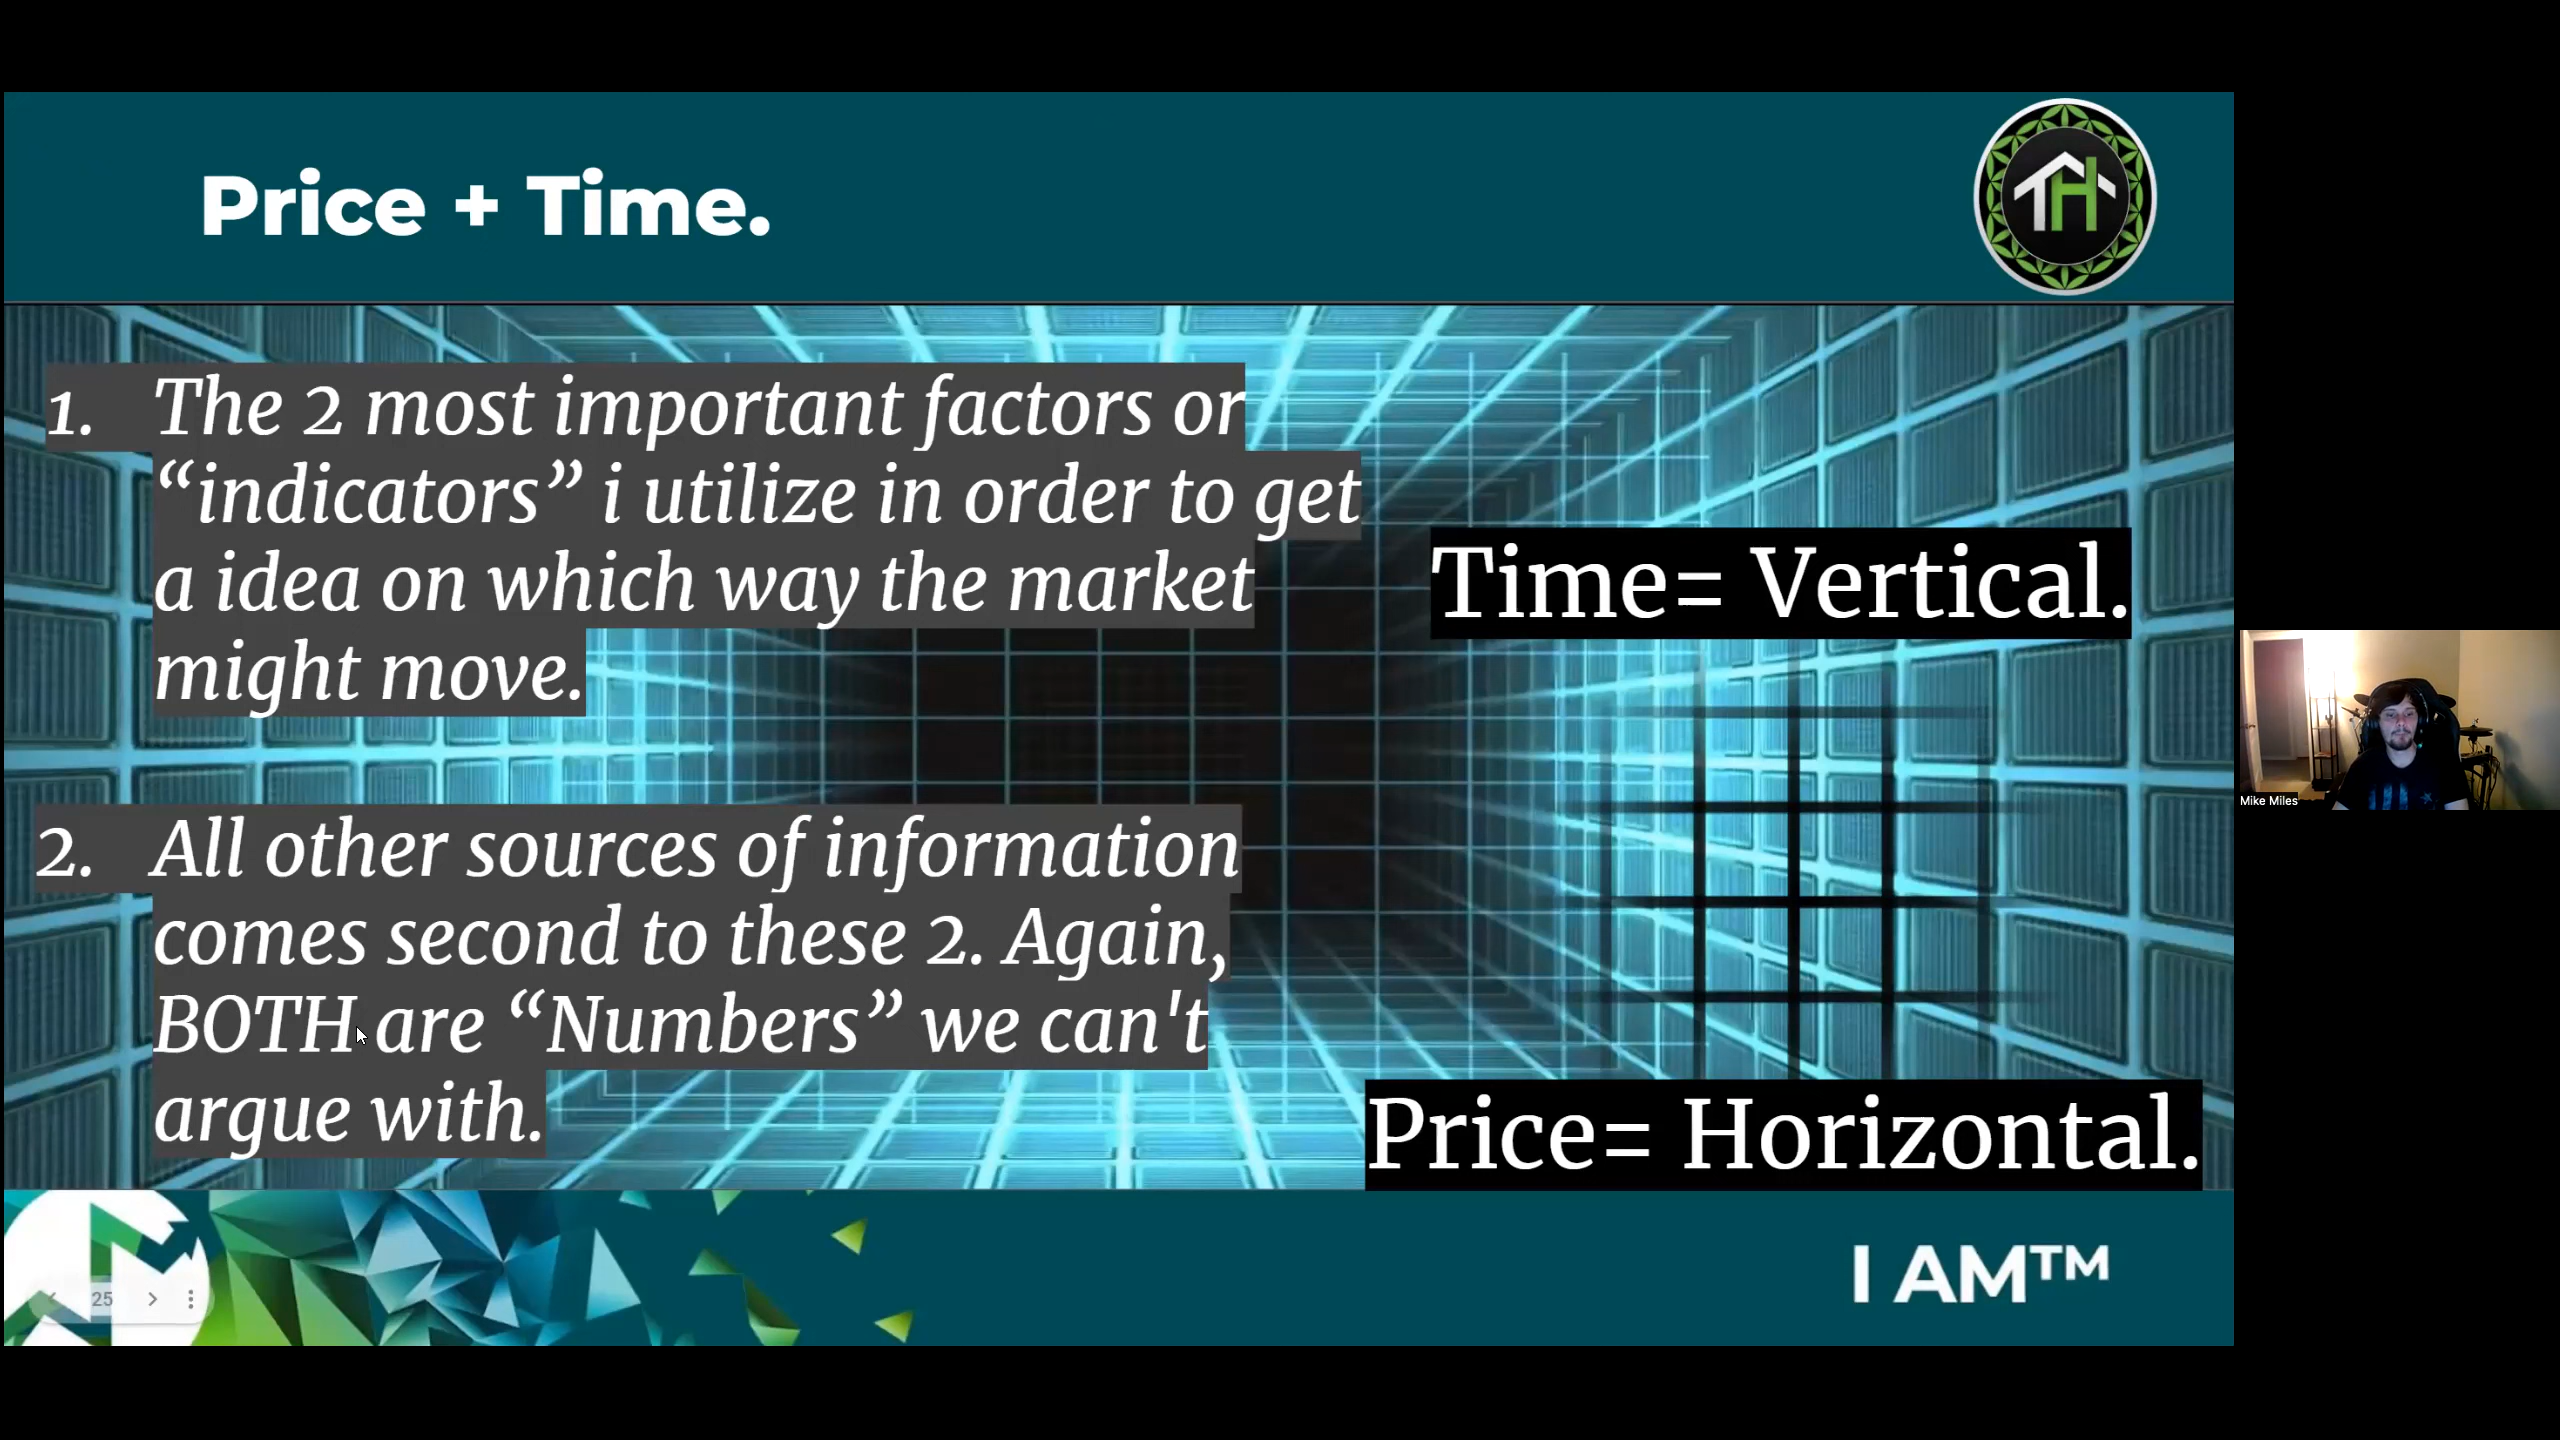 Price + Time.
TH
1. The 2 most important factors or
“indicators” i utilize in order to get
a idea on which way the market
might move.
2. All other sources of information
comes second to these 2. Again,
BOTH are “Numbers” we can't
argue with.
Time= Vertical.
Price= Horizontal.
Mike Miles
25
I AM™